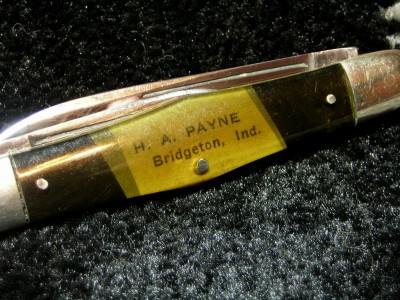 H. A. PAYNE
Bridgeton, Ind.